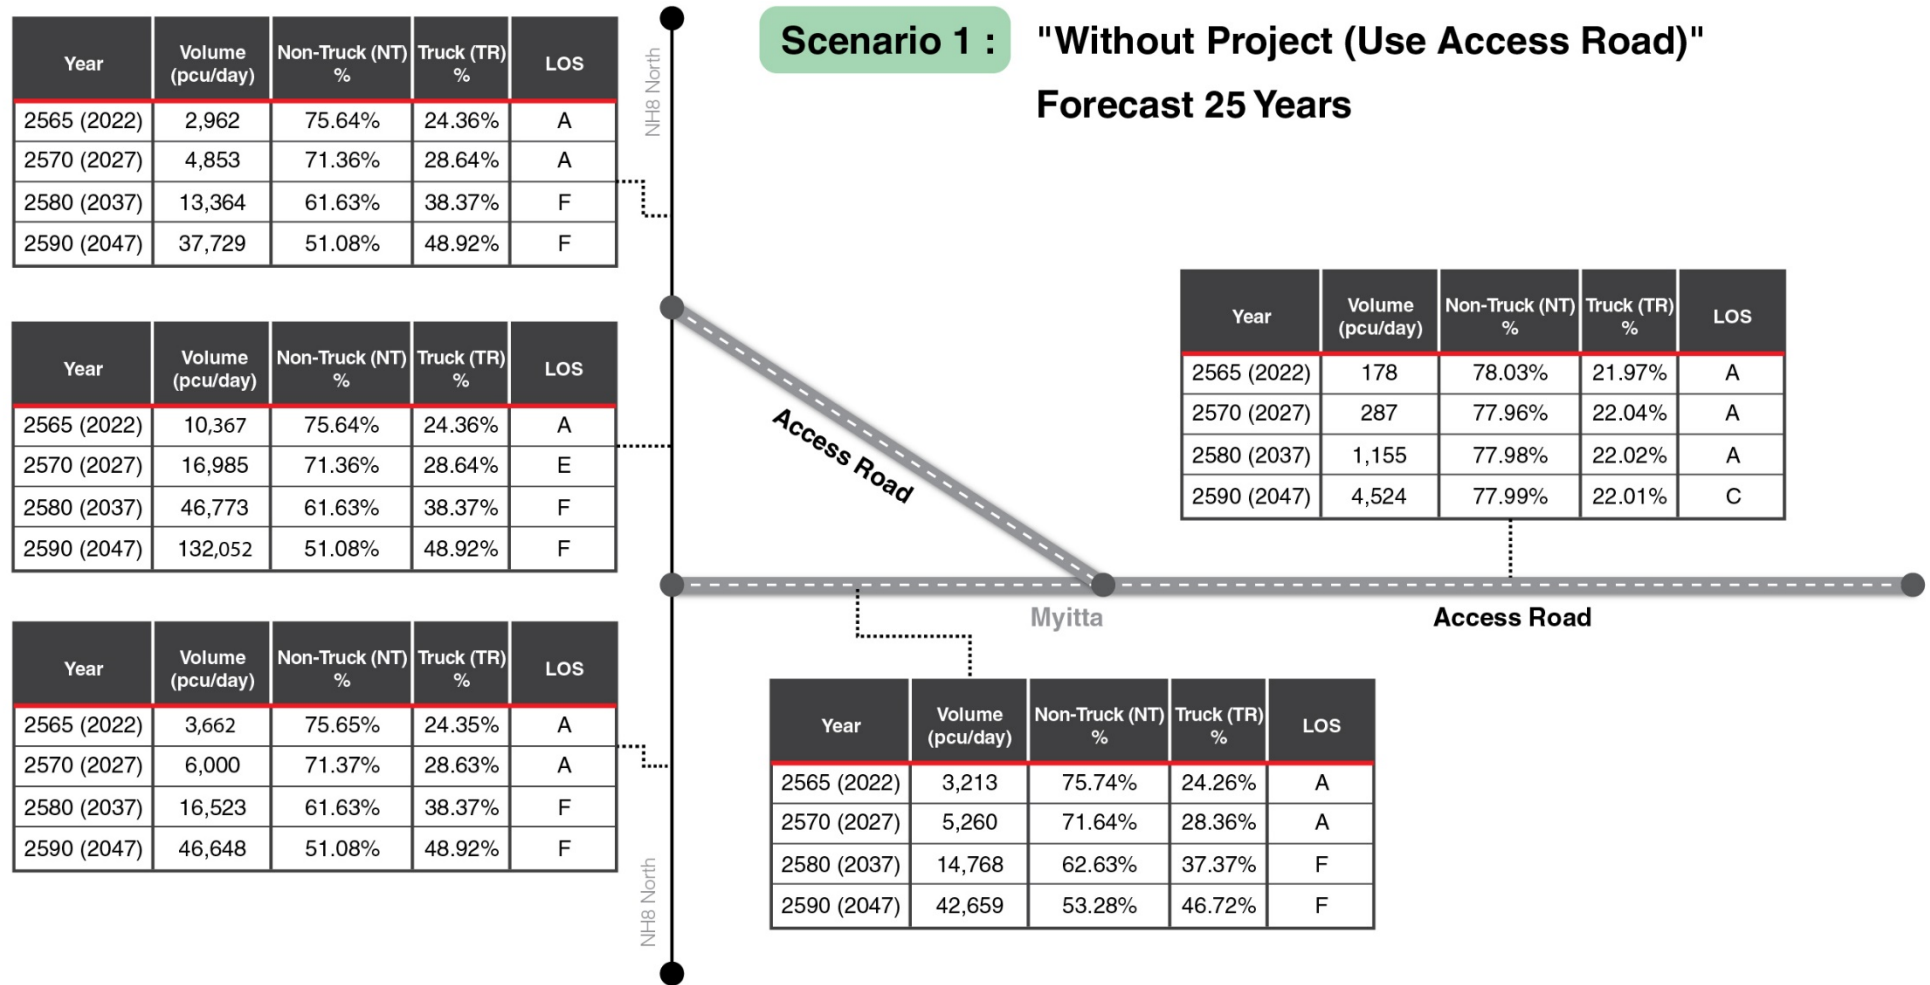 Scenario 1 : "Without Project (Use Access Road)"
Forecast 25 Years
Year Volume (pcu/day) Non-Truck (NT) % Truck (TR) % LOS
2565 (2022) 2,962 75.64% 24.36% A
2570 (2027) 4,853 71.36% 28.64% A
2580 (2037) 13,364 61.63% 38.37% F
2590 (2047) 37,729 51.08% 48.92% F
NH8 North
Year Volume (pcu/day) Non-Truck (NT) % Truck (TR) % LOS
2565 (2022) 10,367 75.64% 24.36% A
2570 (2027) 16,985 71.36% 28.64% E
2580 (2037) 46,773 61.63% 38.37% F
2590 (2047) 132,052 51.08% 48.92% F
Access Road
Year Volume (pcu/day) Non-Truck (NT) % Truck (TR) % LOS
2565 (2022) 178 78.03% 21.97% A
2570 (2027) 287 77.96% 22.04% A
2580 (2037) 1,155 77.98% 22.02% A
2590 (2047) 4,524 77.99% 22.01% C
Myitta
Access Road
Year Volume (pcu/day) Non-Truck (NT) % Truck (TR) % LOS
2565 (2022) 3,662 75.65% 24.35% A
2570 (2027) 6,000 71.37% 28.63% A
2580 (2037) 16,523 61.63% 38.37% F
2590 (2047) 46,648 51.08% 48.92% F
NH8 North
Year Volume (pcu/day) Non-Truck (NT) % Truck (TR) % LOS
2565 (2022) 3,213 75.74% 24.26% A
2570 (2027) 5,260 71.64% 28.36% A
2580 (2037) 14,768 62.63% 37.37% F
2590 (2047) 42,659 53.28% 46.72% F